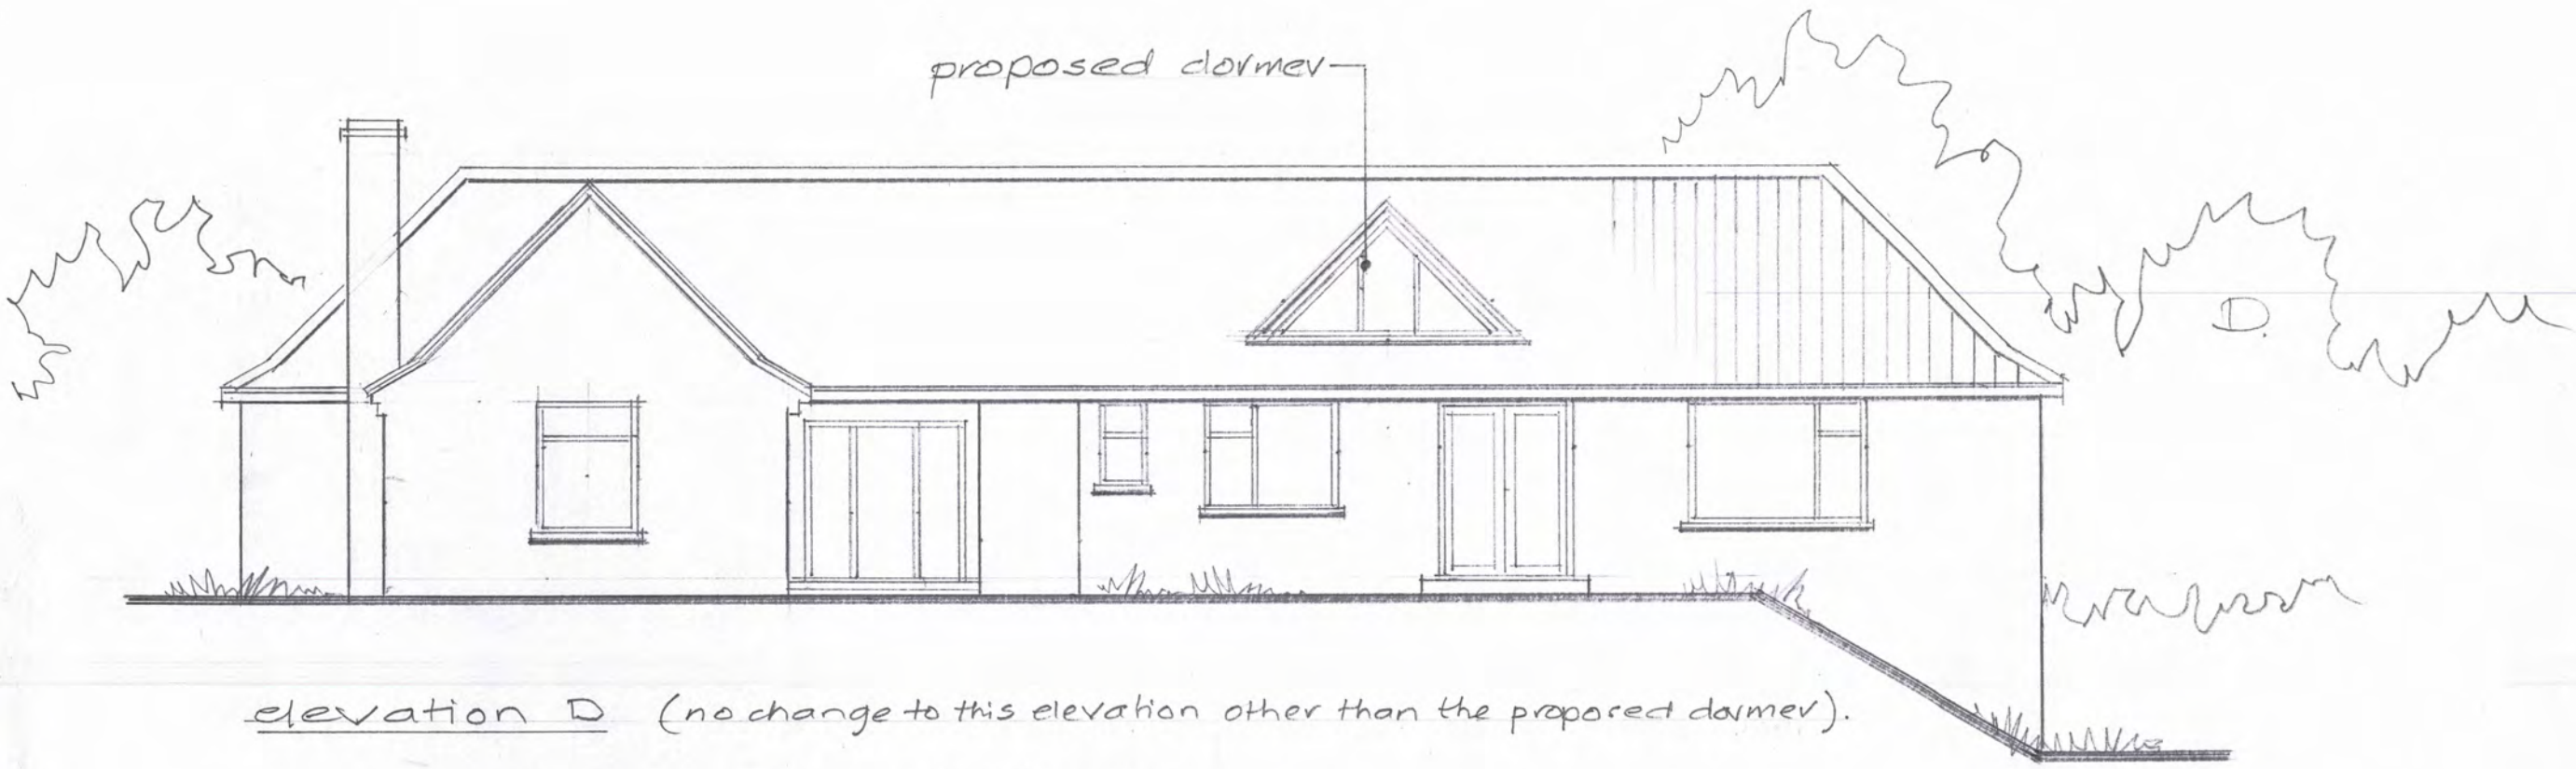 proposed dormer
D.
elevation D (no change to this elevation other than the proposed dormer).